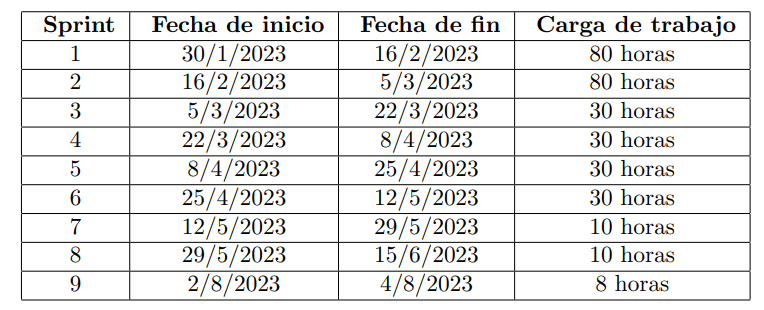 Sprint Fecha de inicio Fecha de fin Carga de trabajo
1 30/1/2023 16/2/2023 80 horas
2 16/2/2023 5/3/2023 80 horas
3 5/3/2023 22/3/2023 30 horas
4 22/3/2023 8/4/2023 30 horas
5 8/4/2023 25/4/2023 30 horas
6 25/4/2023 12/5/2023 30 horas
7 12/5/2023 29/5/2023 10 horas
8 29/5/2023 15/6/2023 10 horas
9 2/8/2023 4/8/2023 8 horas